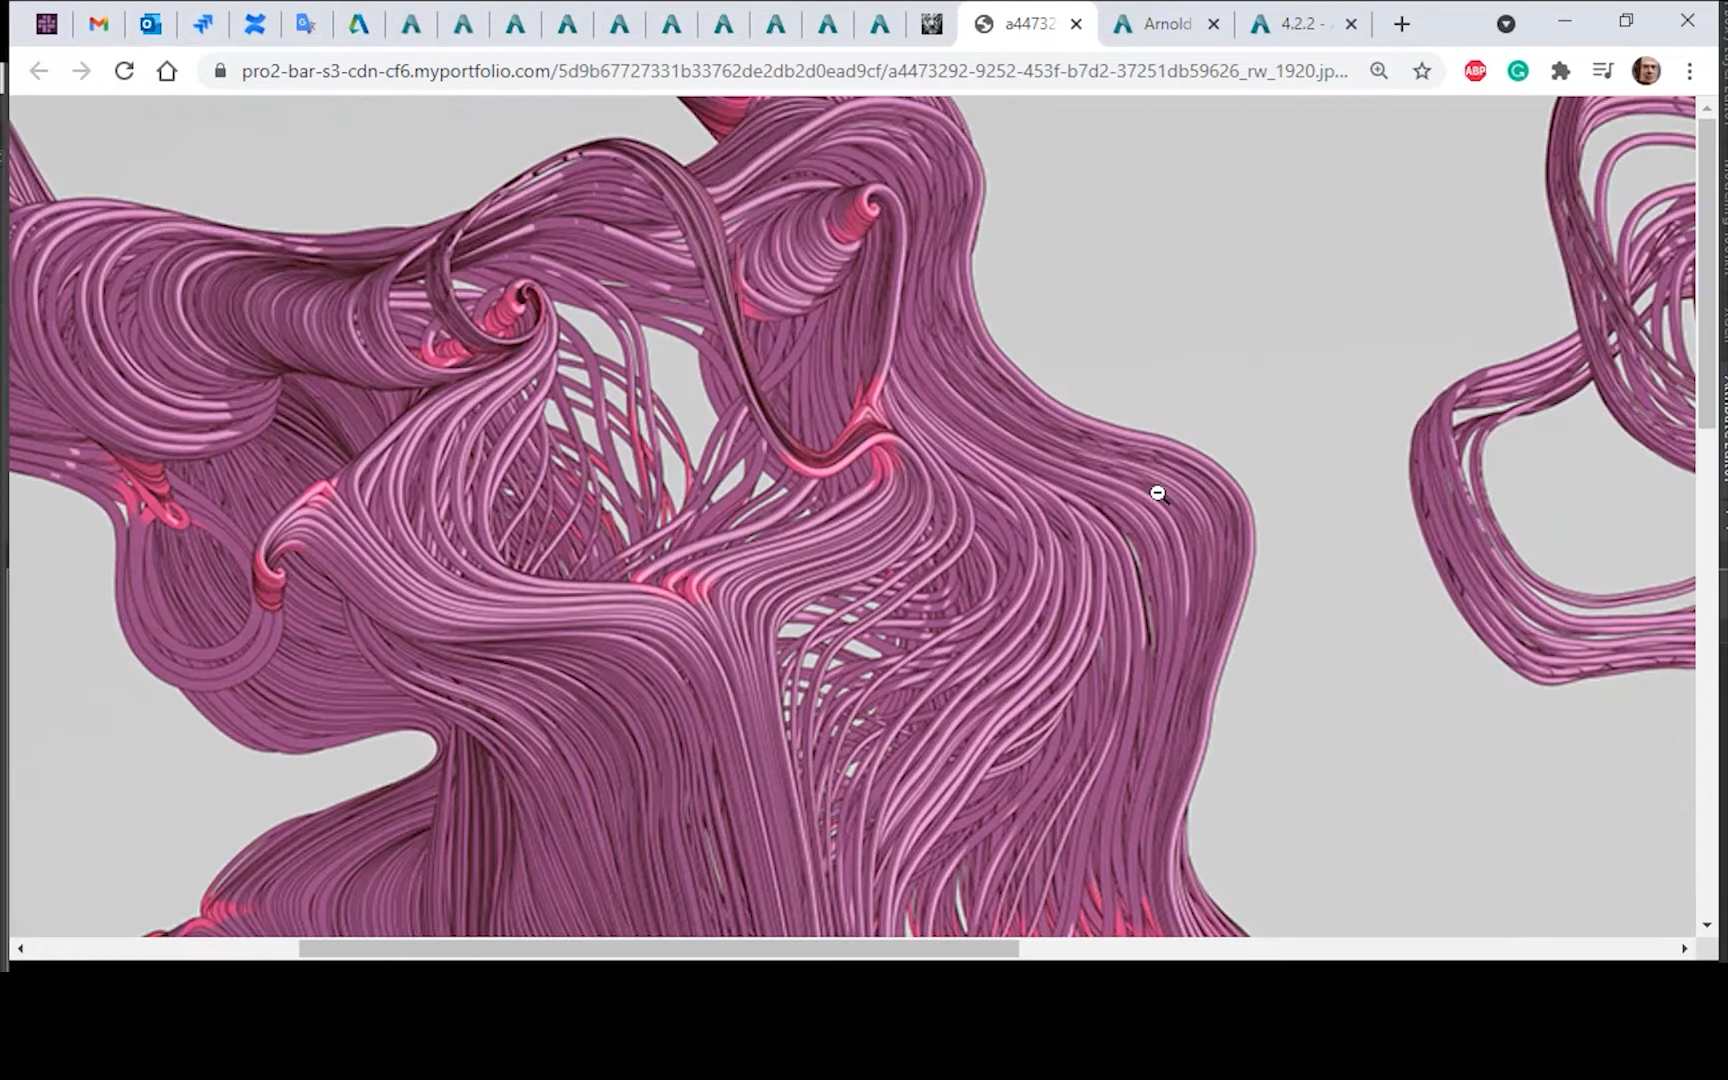 a44732
Arnold
4.2.2 -
pro2-bar-s3-cdn-cf6.myportfolio.com/5d9b67727331b33762de2db2d0ead9cf/a4473292-9252-453f-b7d2-37251db59626_rw_1920.jp...
ABP